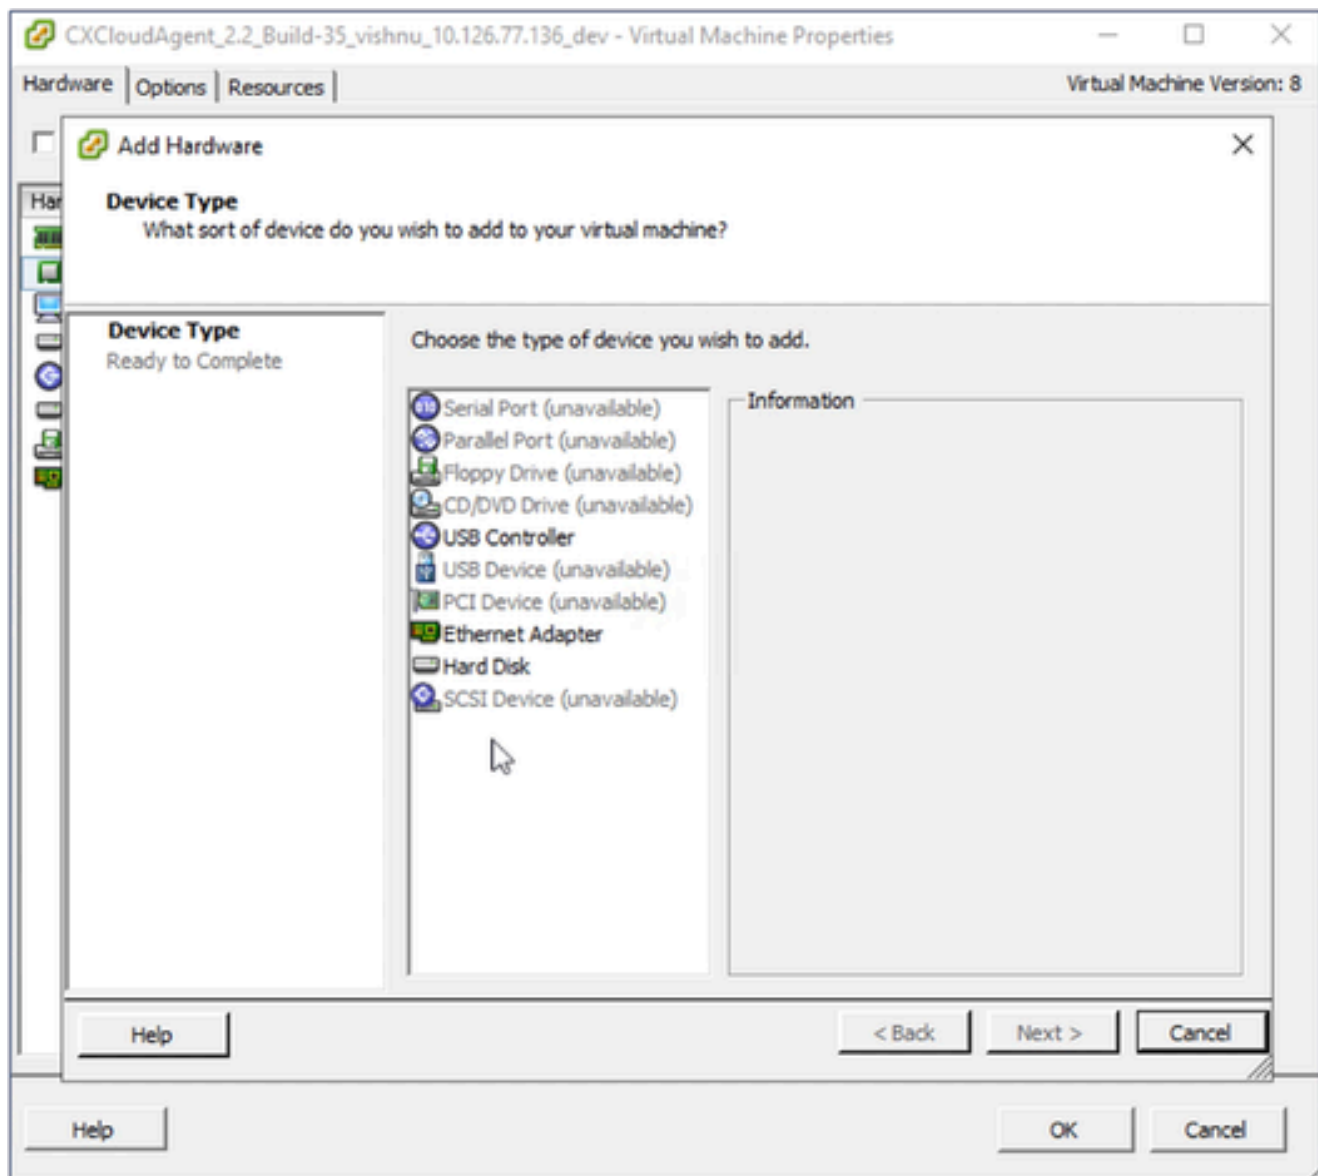 CXCloudAgent_2.2_Build-35_vishnu_10.126.77.136_dev - Virtual Machine Properties
Hardware Options Resources Virtual Machine Version: 8
Add Hardware
Har
Device Type
What sort of device do you wish to add to your virtual machine?
Device Type
Ready to Complete
Choose the type of device you wish to add.
Serial Port (unavailable)
Parallel Port (unavailable)
Floppy Drive (unavailable)
CD/DVD Drive (unavailable)
USB Controller
USB Device (unavailable)
PCI Device (unavailable)
Ethernet Adapter
Hard Disk
SCSI Device (unavailable)
Information
Help < Back Next > Cancel
Help OK Cancel